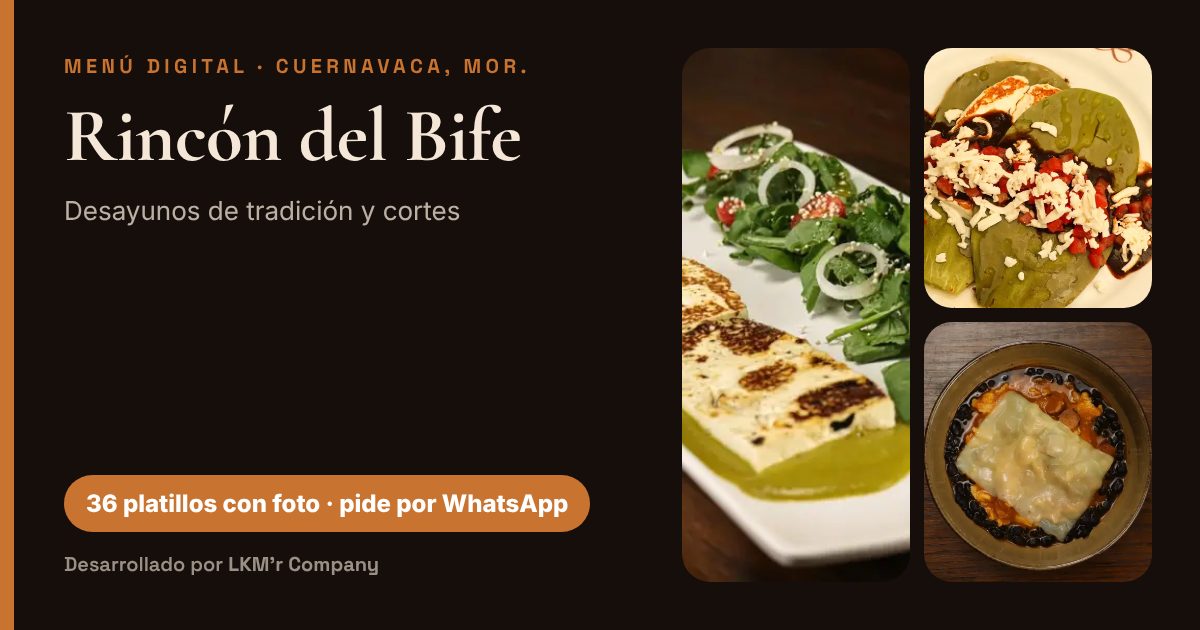 MENÚ DIGITAL · CUERNAVACA, MOR.
Rincón del Bife
Desayunos de tradición y cortes
36 platillos con foto · pide por WhatsApp
Desarrollado por LKM’r Company